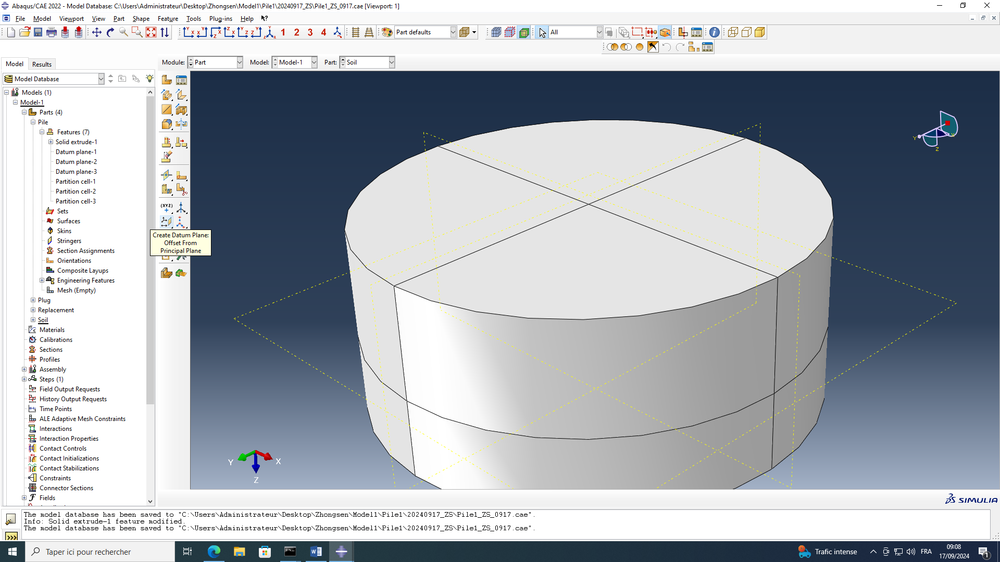 Abaqus/CAE 2022 - Model Database: C:\Users\Administrateur\Desktop\Zhongsen\Model1\Pile1\20240917_ZS\Pile1_ZS_0917.cae [Viewport: 1]
File Model Viewport View Part Shape Feature Tools Plug-ins Help
1 2 3 4 Part defaults All
Model Results
Module: Part Model: Model-1 Part: Soil
Model Database
Models (1)
Model-1
Parts (4)
Pile
Features (7)
Solid extrude-1
Datum plane-1
Datum plane-2
Datum plane-3
Partition cell-1
Partition cell-2
Partition cell-3
Sets
Surfaces
Skins
Stringers
Section Assignments
Orientations
Composite Layups
Engineering Features
Mesh (Empty)
Plug
Replacement
Soil
Materials
Calibrations
Sections
Profiles
Assembly
Steps (1)
Field Output Requests
History Output Requests
Time Points
ALE Adaptive Mesh Constraints
Interactions
Interaction Properties
Contact Controls
Contact Initializations
Contact Stabilizations
Constraints
Connector Sections
Fields
(XYZ)
Create Datum Plane:
Offset From
Principal Plane
Y X
Z
Y X
Z
SIMULIA
The model database has been saved to "C:\Users\Administrateur\Desktop\Zhongsen\Model1\Pile1\20240917_ZS\Pile1_ZS_0917.cae".
Info: Solid extrude-1 feature modified.
The model database has been saved to "C:\Users\Administrateur\Desktop\Zhongsen\Model1\Pile1\20240917_ZS\Pile1_ZS_0917.cae".
>>>
Taper ici pour rechercher
Trafic intense
FRA
09:08
17/09/2024
1